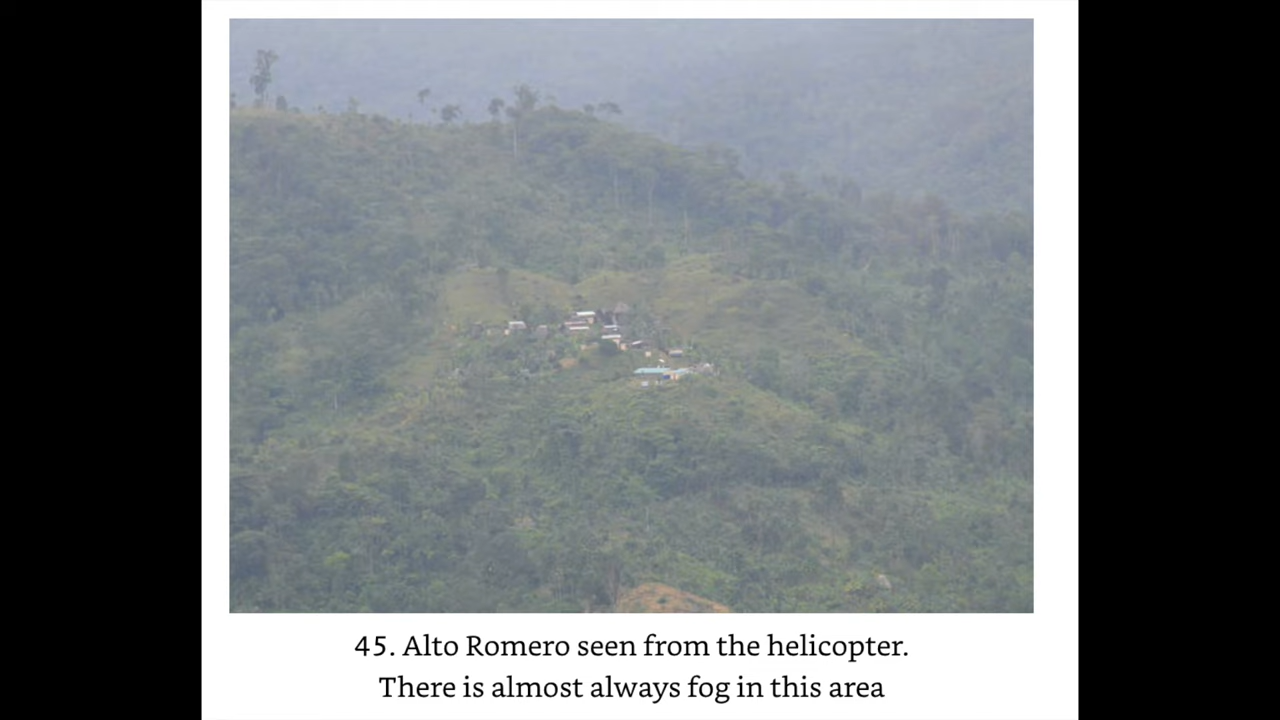 45. Alto Romero seen from the helicopter.
There is almost always fog in this area